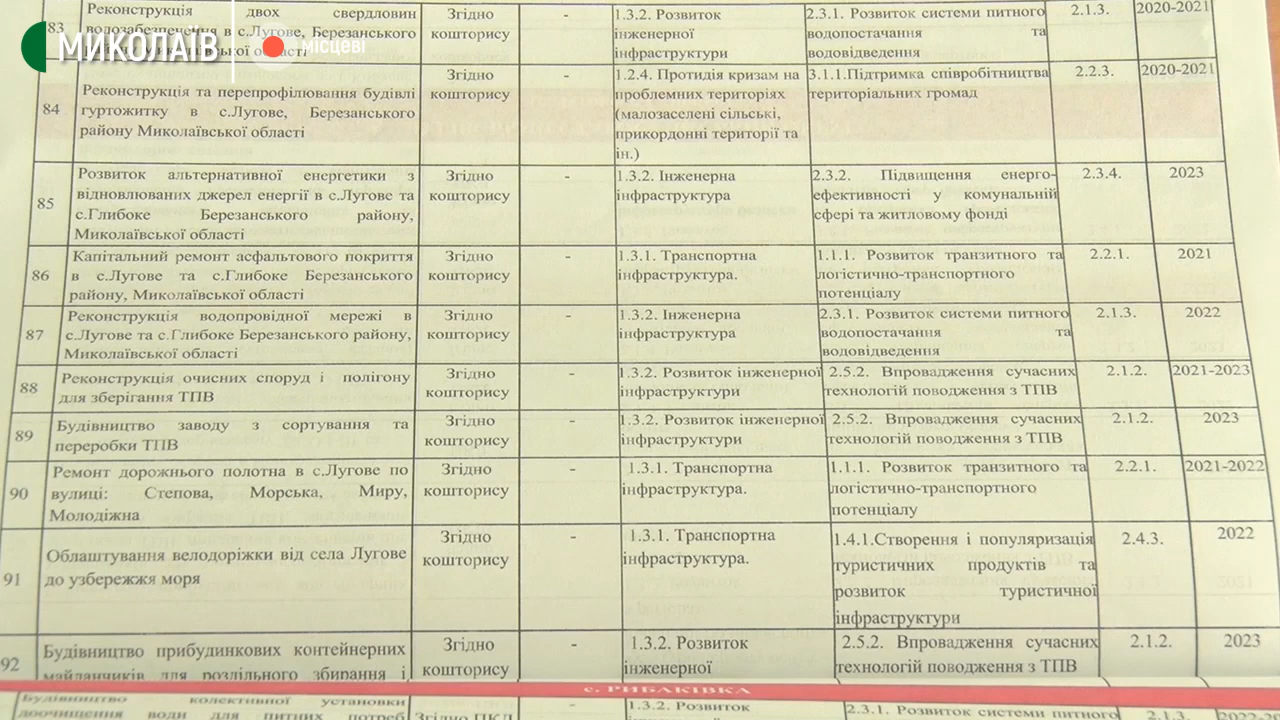 МИКОЛАЇВ
місцеві
83
Реконструкція двох свердловин
водозабезпечення в с.Лугове, Березанського
області
Згідно
кошторису
-
1.3.2. Розвиток
інженерної
інфраструктури
2.3.1. Розвиток системи питного
водопостачання та
водовідведення
2.1.3.
2020-2021
84
Реконструкція та перепрофілювання будівлі
гуртожитку в с.Лугове, Березанського
району Миколаївської області
Згідно
кошторису
-
1.2.4. Протидія кризам на
проблемних територіях
(малозаселені сільські,
прикордонні території та
ін.)
3.1.1.Підтримка співробітництва
територіальних громад
2.2.3.
2020-2021
85
Розвиток альтернативної енергетики з
відновлюваних джерел енергії в с.Лугове та
с.Глибоке Березанського району,
Миколаївської області
Згідно
кошторису
-
1.3.2. Інженерна
інфраструктура
2.3.2. Підвищення енерго-
ефективності у комунальній
сфері та житловому фонді
2.3.4.
2023
86
Капітальний ремонт асфальтового покриття
в с.Лугове та с.Глибоке Березанського
району, Миколаївської області
Згідно
кошторису
-
1.3.1. Транспортна
інфраструктура.
1.1.1. Розвиток транзитного та
логістично-транспортного
потенціалу
2.2.1.
2021
87
Реконструкція водопровідної мережі в
с.Лугове та с.Глибоке Березанського району,
Миколаївської області
Згідно
кошторису
-
1.3.2. Інженерна
інфраструктура
2.3.1. Розвиток системи питного
водопостачання та
водовідведення
2.1.3.
2022
88
Реконструкція очисних споруд і полігону
для зберігання ТПВ
Згідно
кошторису
-
1.3.2. Розвиток інженерної
інфраструктури
2.5.2. Впровадження сучасних
технологій поводження з ТПВ
2.1.2.
2021-2023
89
Будівництво заводу з сортування та
переробки ТПВ
Згідно
кошторису
-
1.3.2. Розвиток інженерної
інфраструктури
2.5.2. Впровадження сучасних
технологій поводження з ТПВ
2.1.2.
2023
90
Ремонт дорожнього полотна в с.Лугове по
вулиці: Степова, Морська, Миру,
Молодіжна
Згідно
кошторису
-
1.3.1. Транспортна
інфраструктура.
1.1.1. Розвиток транзитного та
логістично-транспортного
потенціалу
2.2.1.
2021-2022
91
Облаштування велодоріжки від села Лугове
до узбережжя моря
Згідно
кошторису
-
1.3.1. Транспортна
інфраструктура.
1.4.1.Створення і популяризація
туристичних продуктів та
розвиток туристичної
інфраструктури
2.4.3.
2022
92
Будівництво прибудинкових контейнерних
майданчиків для роздільного збирання і
Згідно
кошторису
-
1.3.2. Розвиток
інженерної
2.5.2. Впровадження сучасних
технологій поводження з ТПВ
2.1.2.
2023
с. РИБАКІВКА
Будівництво колективної установки
доочищення води для питних потреб
Згідно ПКД
1.3.2. Розвиток
інженерної
2.3.1. Розвиток системи питного
водопостачання та
2.1.3.